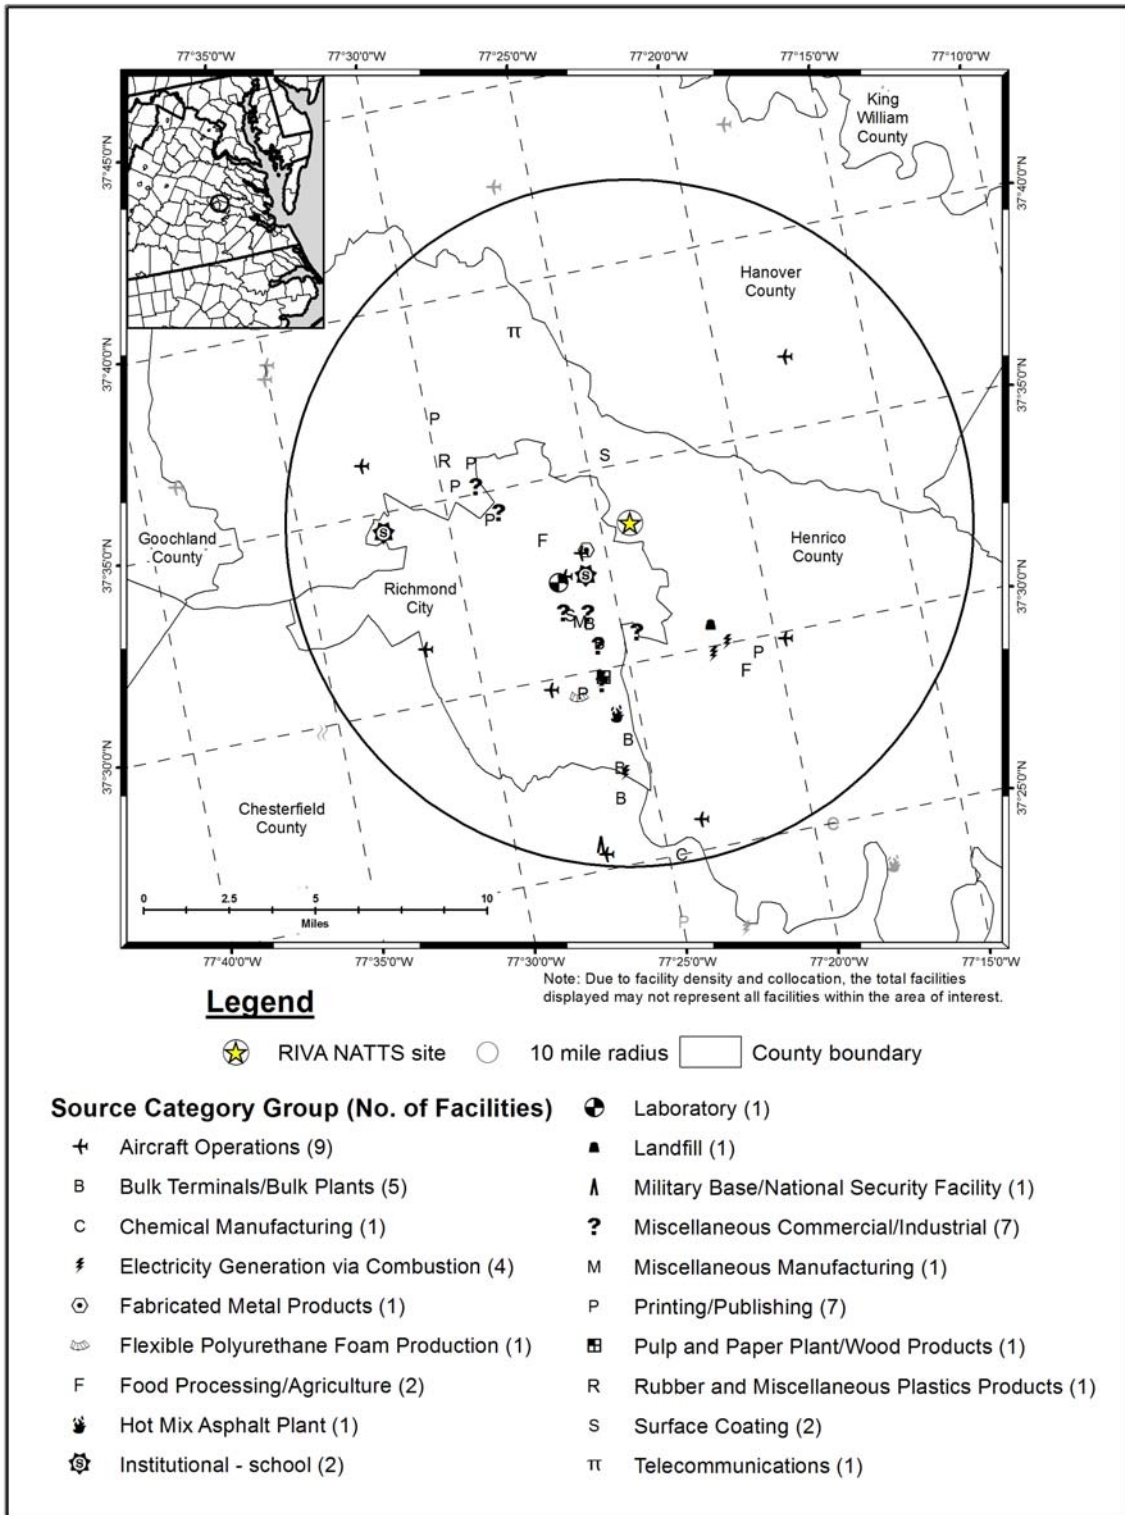 77°35'0"W 77°30'0"W 77°25'0"W 77°20'0"W 77°15'0"W 77°10'0"W
King
William
County
37°45'0"N
37°40'0"N
Hanover
County
π
37°40'0"N
37°35'0"N
P
R P
S
P
?
?
P
S
Goochland
County
F
Henrico
County
37°35'0"N
S
37°30'0"N
Richmond
City
? ?
S
M B
?
?
P
F
P
B
37°30'0"N
B
37°25'0"N
B
Chesterfield
County
C
C
P
0 2.5 5 10
Miles
77°40'0"W 77°35'0"W 77°30'0"W 77°25'0"W 77°20'0"W 77°15'0"W
Note: Due to facility density and collocation, the total facilities
displayed may not represent all facilities within the area of interest.
Legend
RIVA NATTS site 10 mile radius County boundary
Source Category Group (No. of Facilities)
Aircraft Operations (9)
B Bulk Terminals/Bulk Plants (5)
C Chemical Manufacturing (1)
Electricity Generation via Combustion (4)
Fabricated Metal Products (1)
Flexible Polyurethane Foam Production (1)
F Food Processing/Agriculture (2)
Hot Mix Asphalt Plant (1)
S Institutional - school (2)
Laboratory (1)
Landfill (1)
Military Base/National Security Facility (1)
? Miscellaneous Commercial/Industrial (7)
M Miscellaneous Manufacturing (1)
P Printing/Publishing (7)
Pulp and Paper Plant/Wood Products (1)
R Rubber and Miscellaneous Plastics Products (1)
S Surface Coating (2)
π Telecommunications (1)